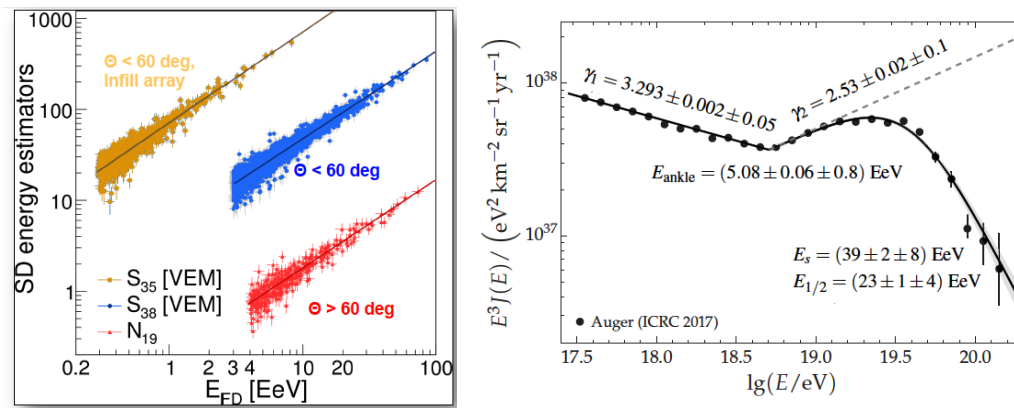 1000
100
10
1
SD energy estimators
Θ < 60 deg,
Infill array
Θ < 60 deg
Θ > 60 deg
S35 [VEM]
S38 [VEM]
N19
0.2 1 2 3 4 10 20 100
EFD [EeV]
10^38
10^37
E^3 J(E) / (eV^2 km^−2 sr^−1 yr^−1)
γ1 = 3.293 ± 0.002 ± 0.05
γ2 = 2.53 ± 0.02 ± 0.1
Eankle = (5.08 ± 0.06 ± 0.8) EeV
Es = (39 ± 2 ± 8) EeV
E1/2 = (23 ± 1 ± 4) EeV
Auger (ICRC 2017)
17.5 18.0 18.5 19.0 19.5 20.0
lg(E/eV)